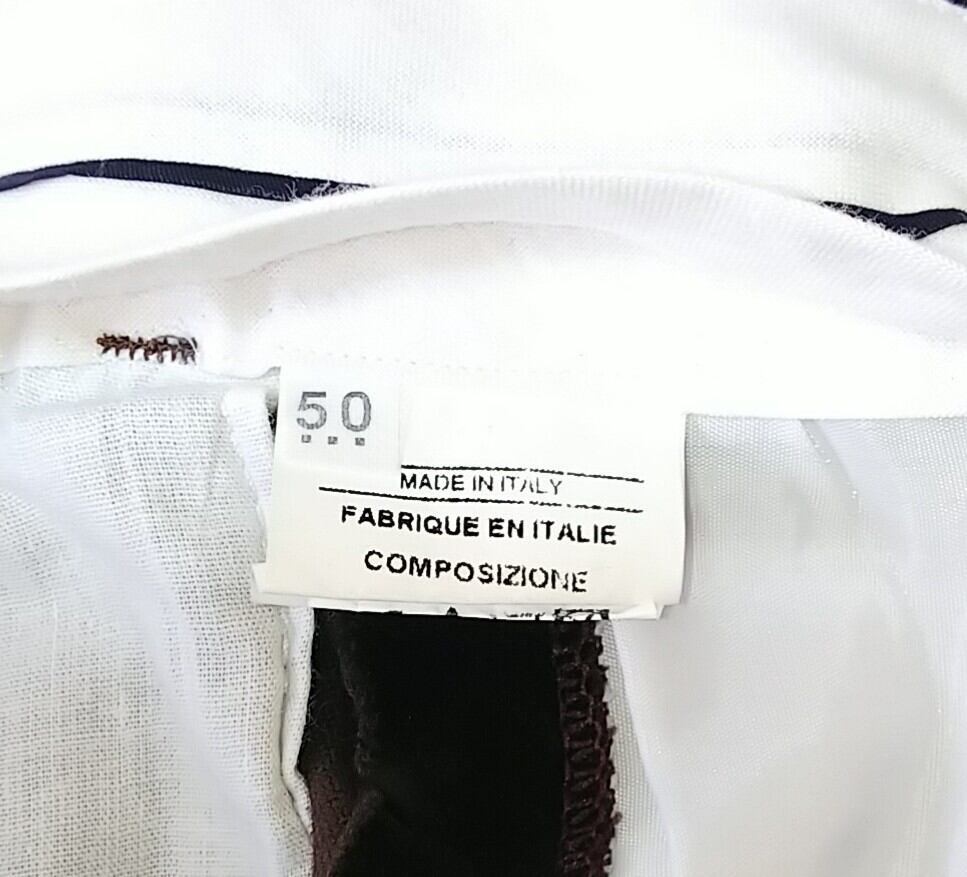 50
MADE IN ITALY
FABRIQUE EN ITALIE
COMPOSIZIONE